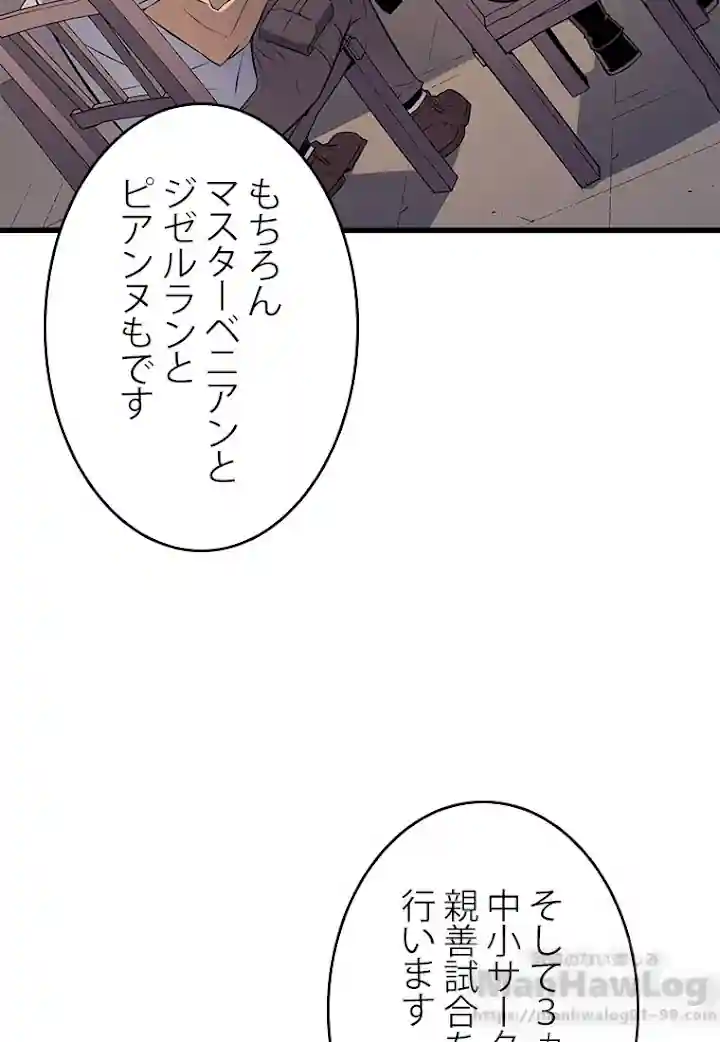 もちろん
マスターベニアンと
ジゼルランと
ピアンヌもです
そして3
中小サーク
親善試合
行います
ManHawLog